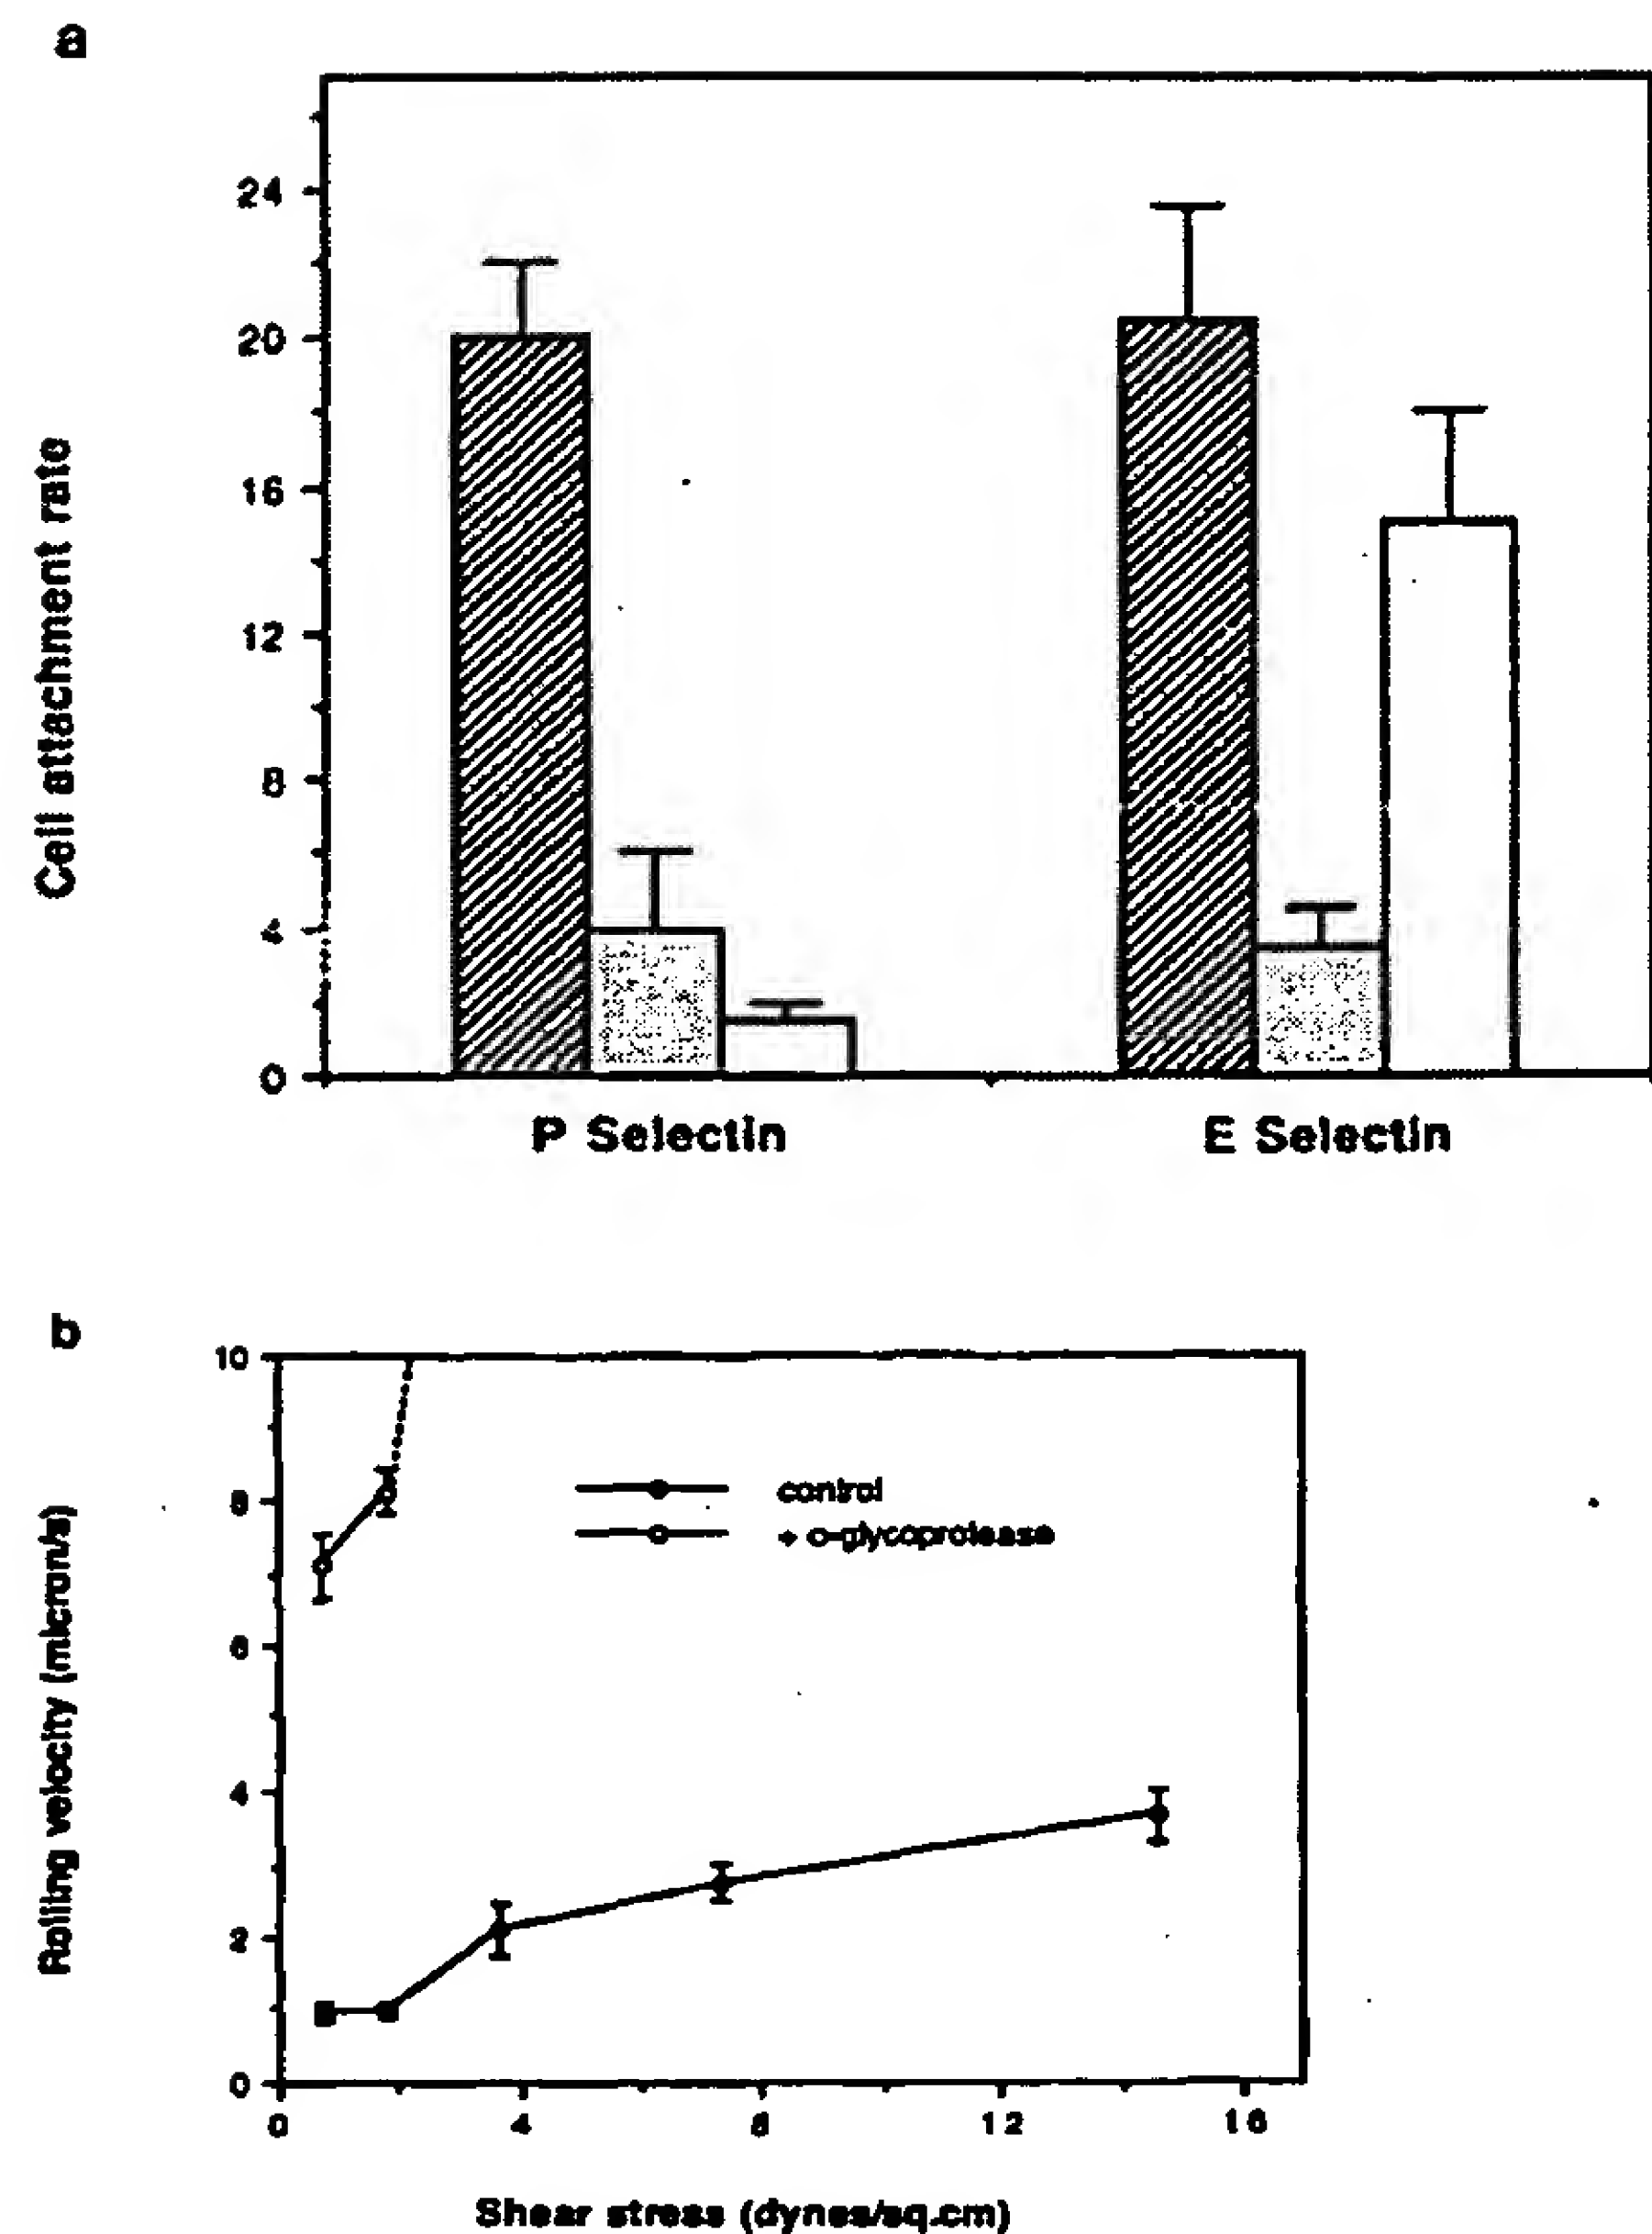 a
Cell attachment rate
24
20
16
12
8
4
0
P Selectin
E Selectin
b
Rolling velocity (micron/s)
10
8
6
4
2
0
control
+ o-glycoprotease
0
4
8
12
16
Shear stress (dynes/sq.cm)